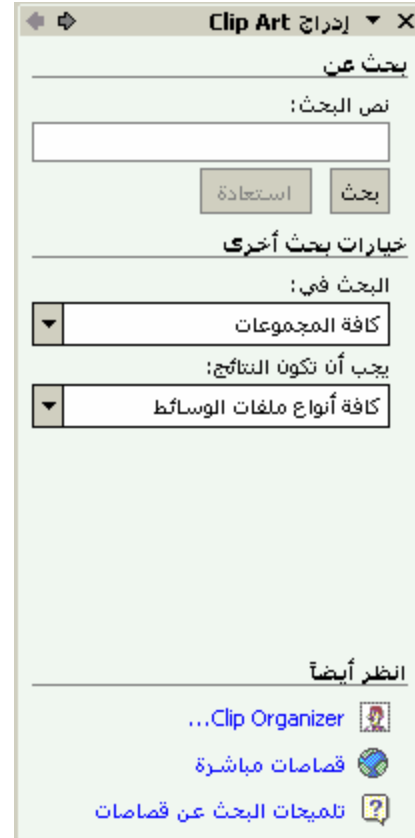 إدراج Clip Art
بحث عن
نص البحث:
بحث
استعادة
خيارات بحث أخرى
البحث في:
كافة المجموعات
يجب أن تكون النتائج:
كافة أنواع ملفات الوسائط
انظر أيضاً
Clip Organizer...
قصاصات مباشرة
تلميحات البحث عن قصاصات